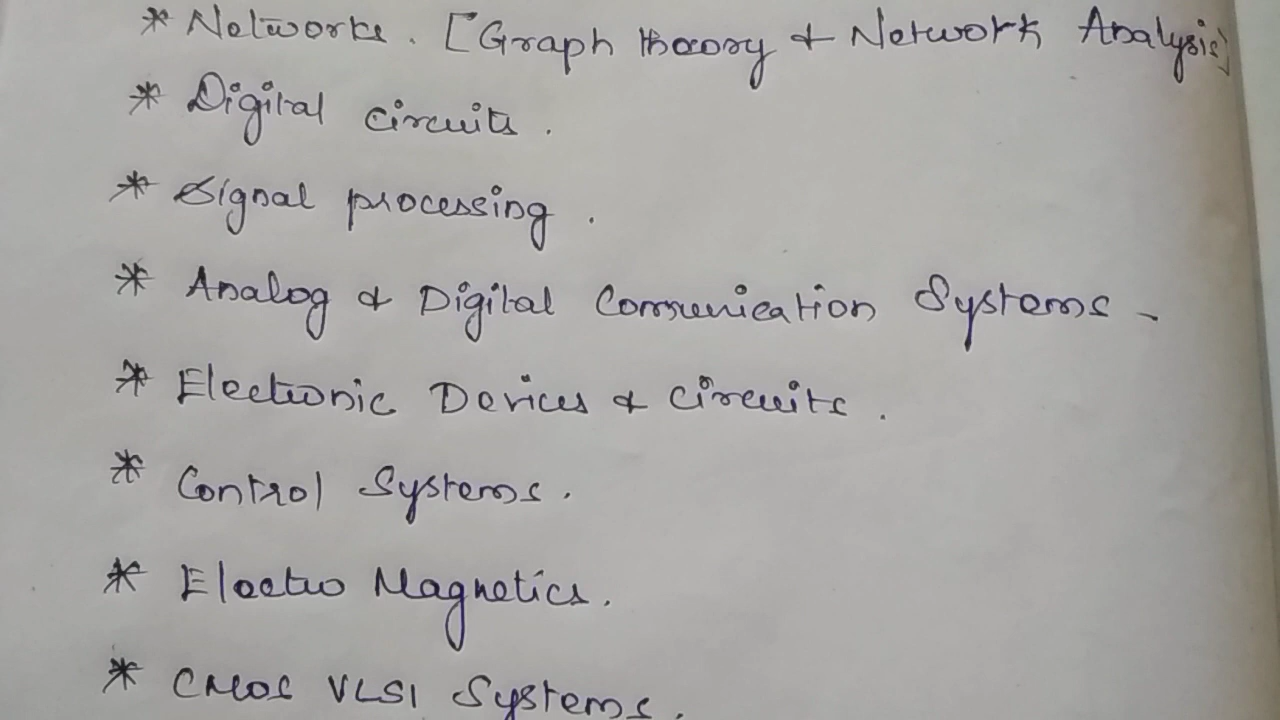 * Networks. [Graph theory & Network Analysis]
* Digital circuits.
* Signal processing.
* Analog & Digital Communication Systems.
* Electronic Devices & Circuits.
* Control Systems.
* Electro Magnetics.
* CMOS VLSI Systems.